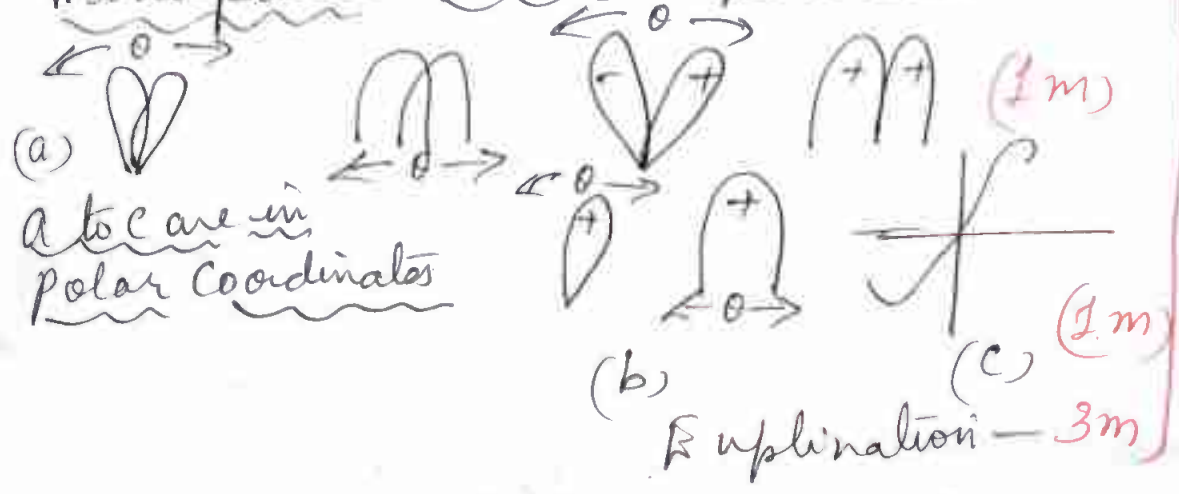 θ
θ
(a)
θ
- +
+ +
(1 m)
θ
+
+
θ
a to c are in
Polar Coordinates
(b)
(c)
(1 m)
Explination — 3m